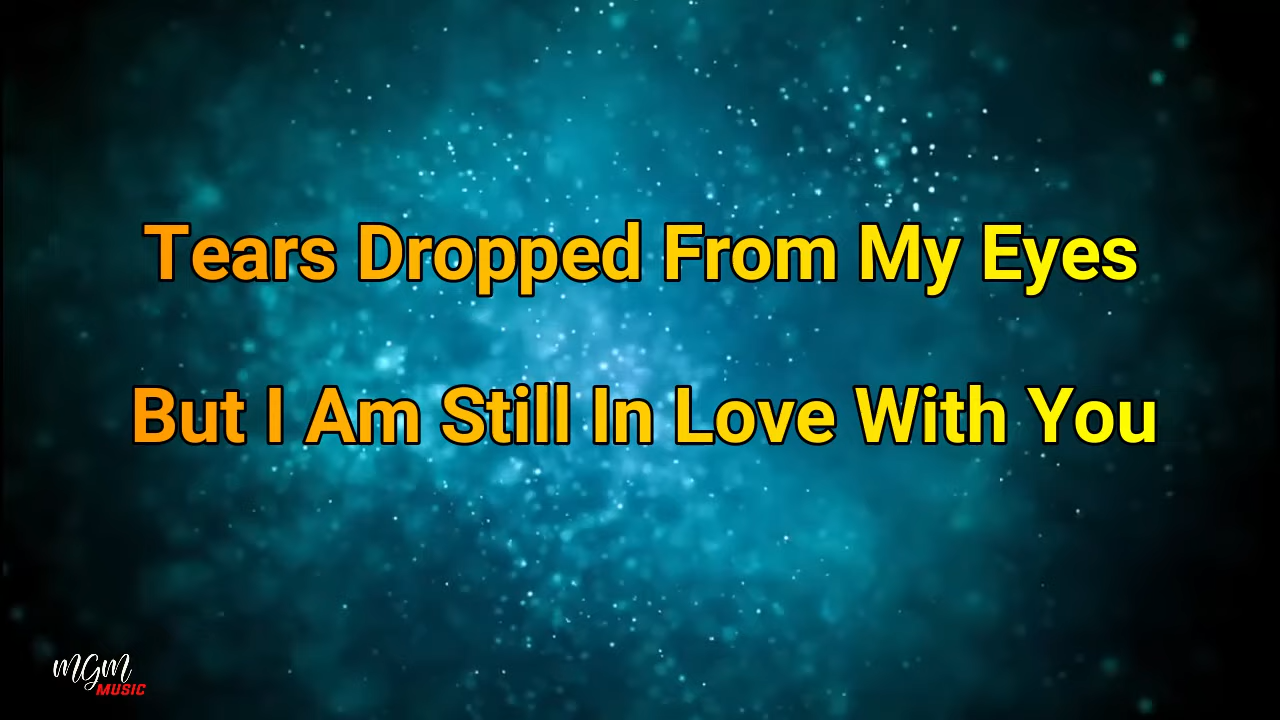 Tears Dropped From My Eyes
But I Am Still In Love With You
mGm
MUSIC